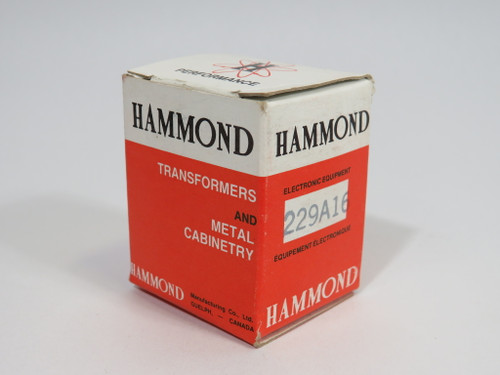 H
PERFORMANCE
HAMMOND
TRANSFORMERS
AND
METAL
CABINETRY
HAMMOND
Manufacturing Co., Ltd.
GUELPH, — CANADA
HAMMOND
ELECTRONIC EQUIPMENT
229A16
EQUIPEMENT ELECTRONIQUE
HAMMOND